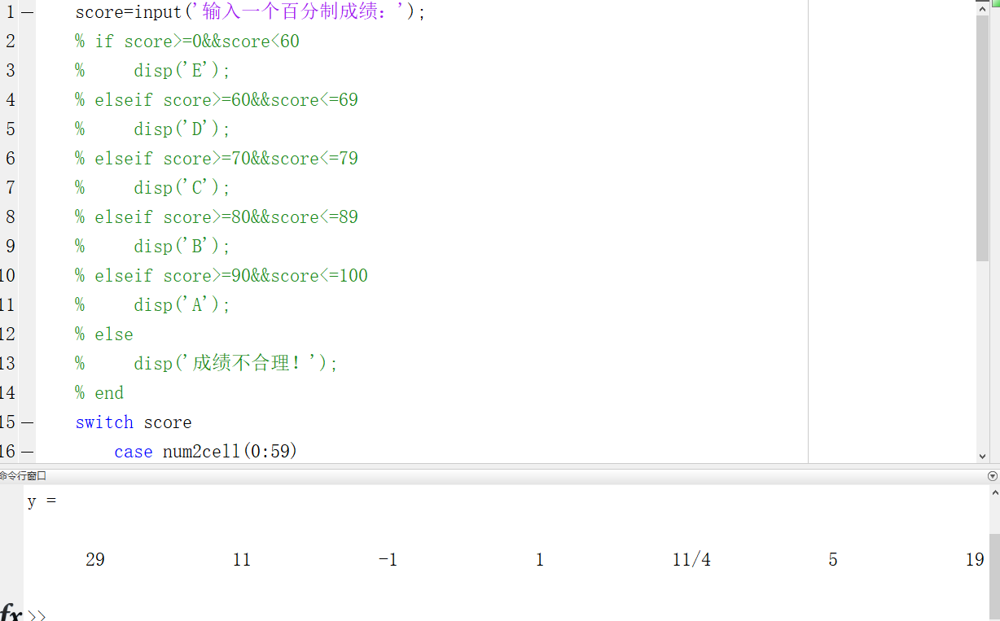 1 score=input('输入一个百分制成绩：');
2 % if score>=0&&score<60
3 %     disp('E');
4 % elseif score>=60&&score<=69
5 %     disp('D');
6 % elseif score>=70&&score<=79
7 %     disp('C');
8 % elseif score>=80&&score<=89
9 %     disp('B');
10 % elseif score>=90&&score<=100
11 %     disp('A');
12 % else
13 %     disp('成绩不合理！');
14 % end
15 switch score
16     case num2cell(0:59)
命令行窗口
y =
29 11 -1 1 11/4 5 19
fx >>